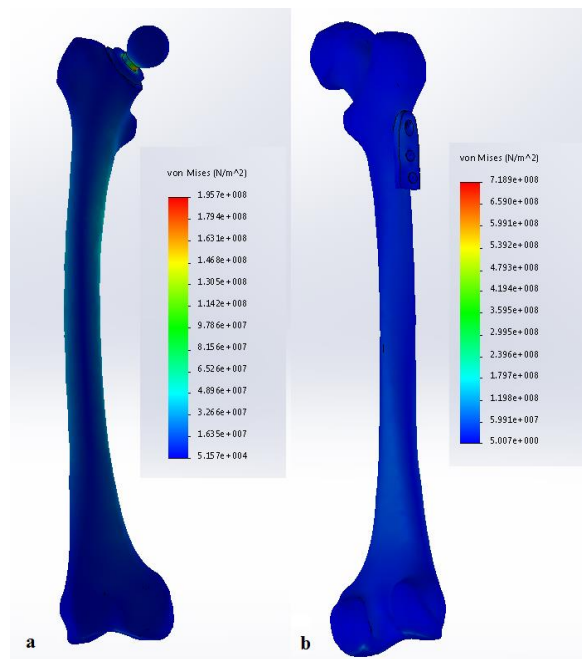 von Mises (N/m^2)
1.957e+008
1.794e+008
1.631e+008
1.468e+008
1.305e+008
1.142e+008
9.786e+007
8.156e+007
6.526e+007
4.896e+007
3.266e+007
1.635e+007
5.157e+004
a
von Mises (N/m^2)
7.189e+008
6.590e+008
5.991e+008
5.392e+008
4.793e+008
4.194e+008
3.595e+008
2.995e+008
2.396e+008
1.797e+008
1.198e+008
5.991e+007
5.007e+000
b